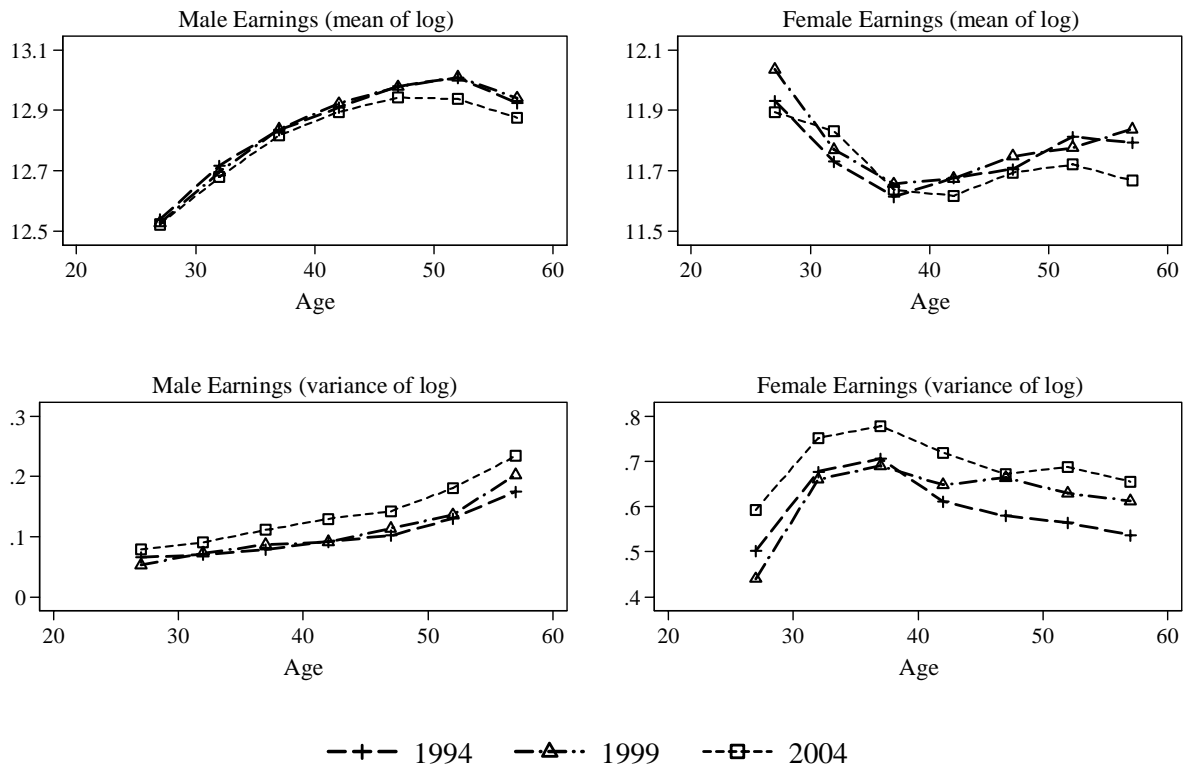 Male Earnings (mean of log)
13.1
12.9
12.7
12.5
20 30 40 50 60
Age
Female Earnings (mean of log)
12.1
11.9
11.7
11.5
20 30 40 50 60
Age
Male Earnings (variance of log)
.3
.2
.1
0
20 30 40 50 60
Age
Female Earnings (variance of log)
.8
.7
.6
.5
.4
20 30 40 50 60
Age
1994 1999 2004